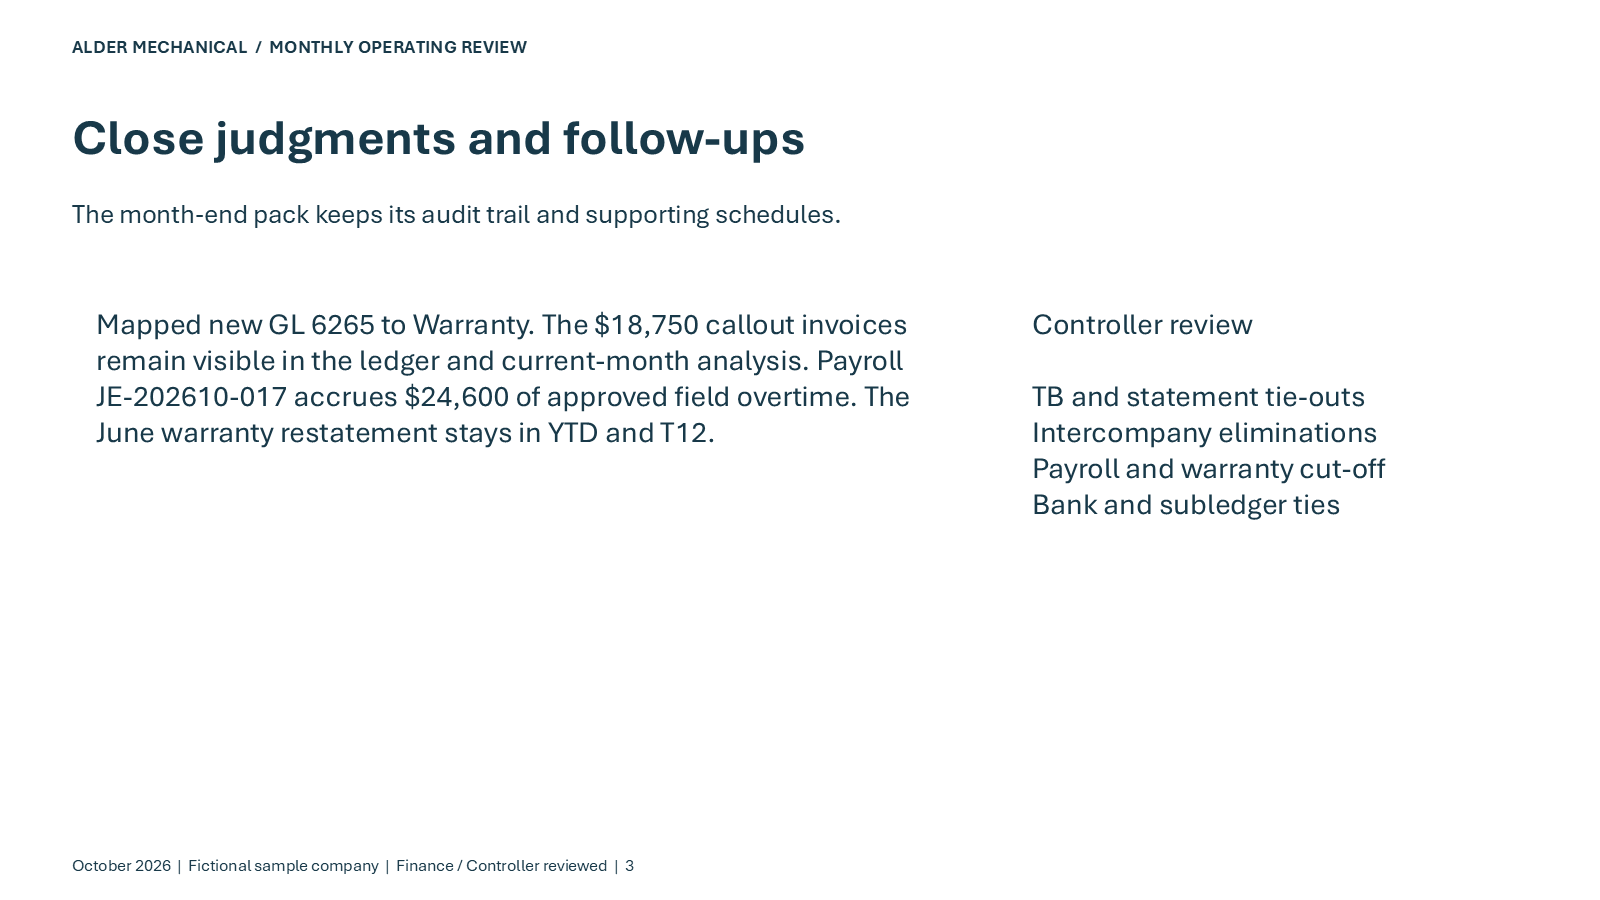 ALDER MECHANICAL / MONTHLY OPERATING REVIEW
Close judgments and follow-ups
The month-end pack keeps its audit trail and supporting schedules.
Mapped new GL 6265 to Warranty. The $18,750 callout invoices
remain visible in the ledger and current-month analysis. Payroll
JE-202610-017 accrues $24,600 of approved field overtime. The
June warranty restatement stays in YTD and T12.
Controller review
TB and statement tie-outs
Intercompany eliminations
Payroll and warranty cut-off
Bank and subledger ties
October 2026 | Fictional sample company | Finance / Controller reviewed | 3